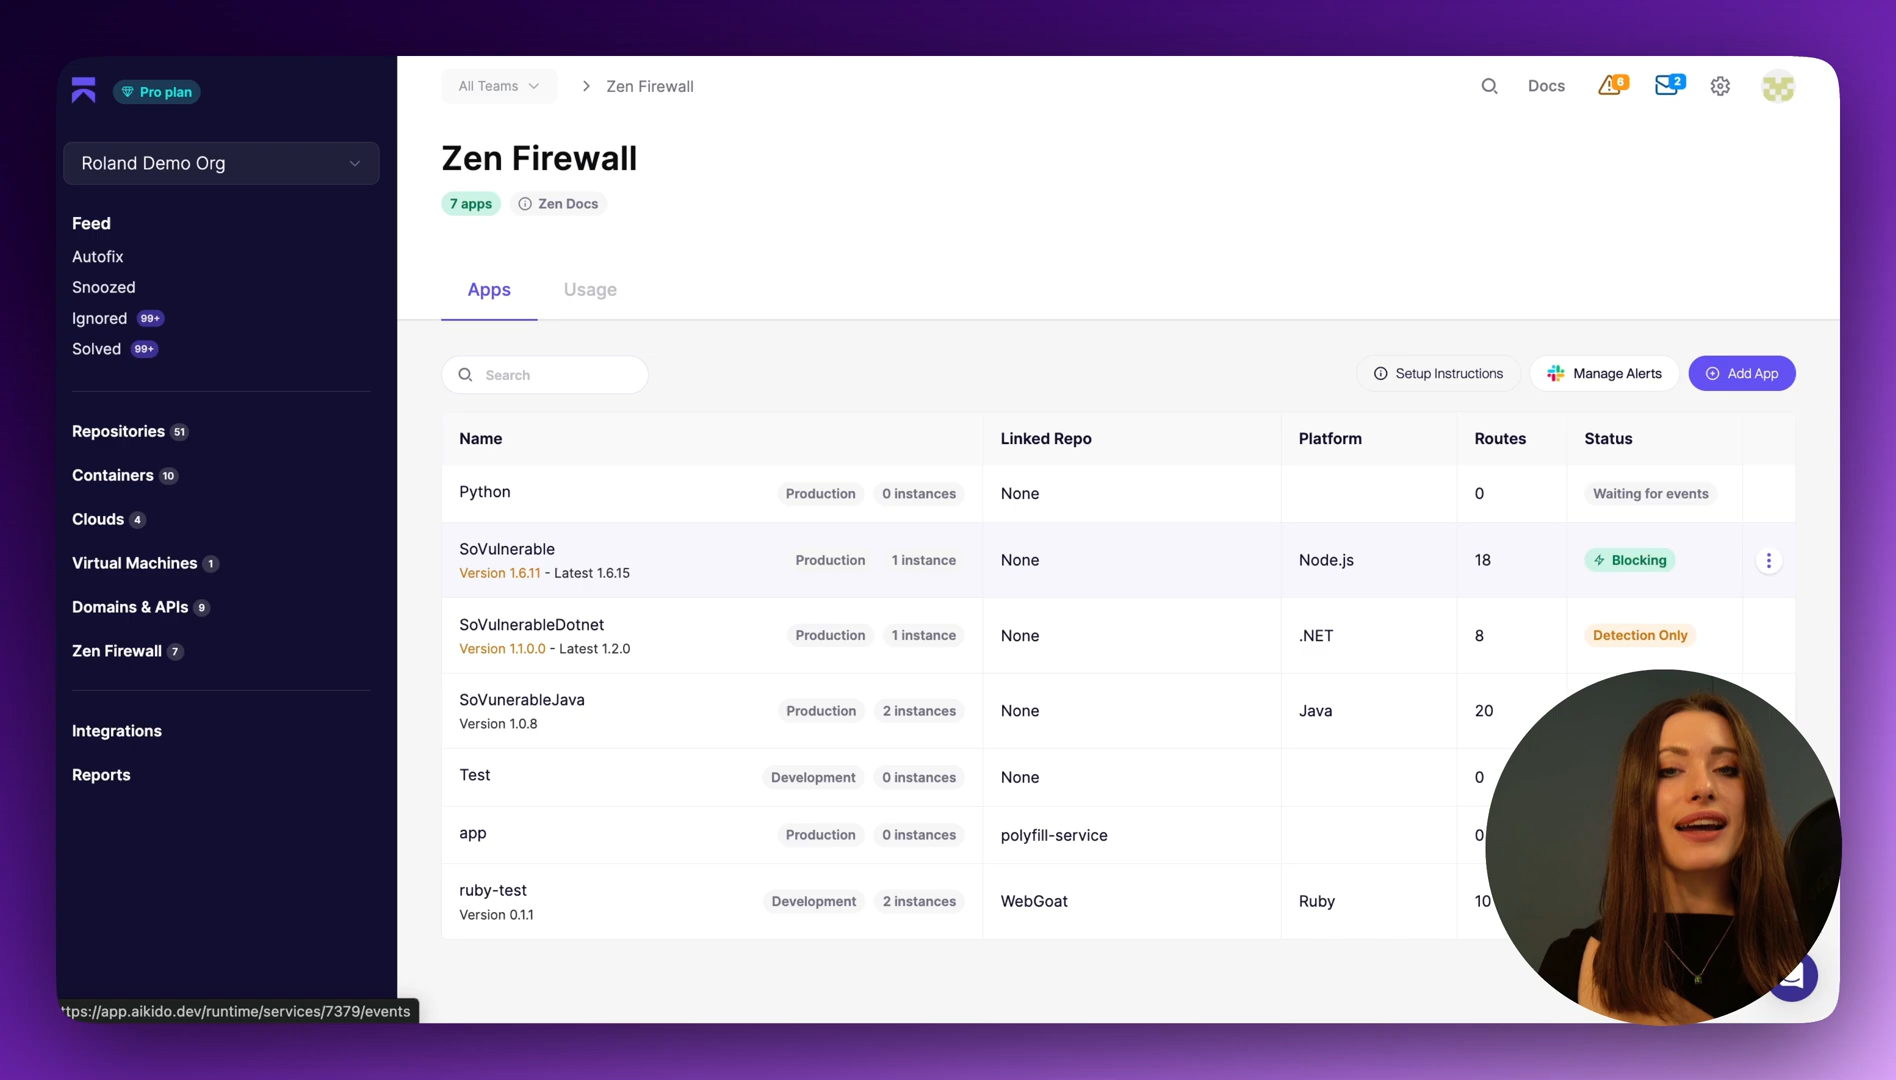 Pro plan
All Teams
Zen Firewall
Docs
6
2
Roland Demo Org
Zen Firewall
7 apps
Zen Docs
Feed
Autofix
Snoozed
Ignored 99+
Solved 99+
Apps
Usage
Search
Setup Instructions
Manage Alerts
Add App
Repositories 51
Containers 10
Clouds 4
Virtual Machines 1
Domains & APIs 9
Zen Firewall 7
Integrations
Reports
Name Linked Repo Platform Routes Status
Python Production 0 instances None 0 Waiting for events
SoVulnerable Production 1 instance None Node.js 18 Blocking
Version 1.6.11 - Latest 1.6.15
SoVulnerableDotnet Production 1 instance None .NET 8 Detection Only
Version 1.1.0.0 - Latest 1.2.0
SoVunerableJava Production 2 instances None Java 20
Version 1.0.8
Test Development 0 instances None 0
app Production 0 instances polyfill-service 0
ruby-test Development 2 instances WebGoat Ruby 10
Version 0.1.1
ttps://app.aikido.dev/runtime/services/7379/events